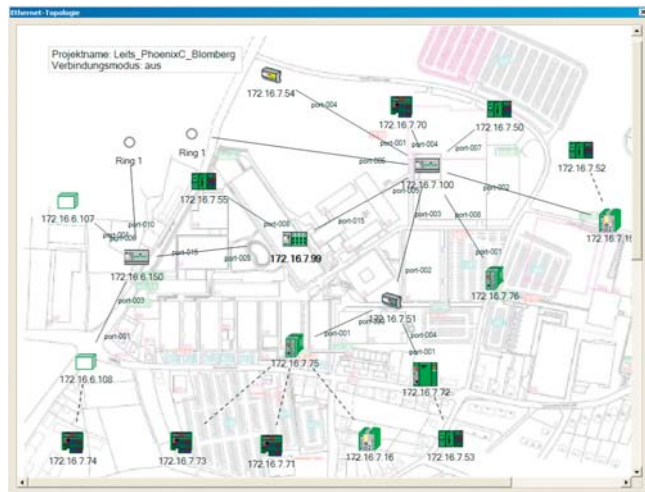 Ethernet-Topologie
Projektname: Leits_PhoenixC_Blomberg
Verbindungsmodus: aus
172.16.7.54
port-004
172.16.7.70
172.16.7.50
port-001
port-004
port-007
Ring 1
Ring 1
port-006
172.16.7.52
172.16.7.100
port-002
172.16.7.55
port-005
172.16.6.107
port-010
port-008
port-015
port-003
port-008
172.16.7.15
172.16.7.99
port-015
port-001
172.16.6.150
port-002
172.16.7.76
port-003
172.16.7.51
port-001
port-004
port-001
port-001
172.16.7.75
172.16.6.108
172.16.7.72
172.16.7.74
172.16.7.73
172.16.7.71
172.16.7.16
172.16.7.53